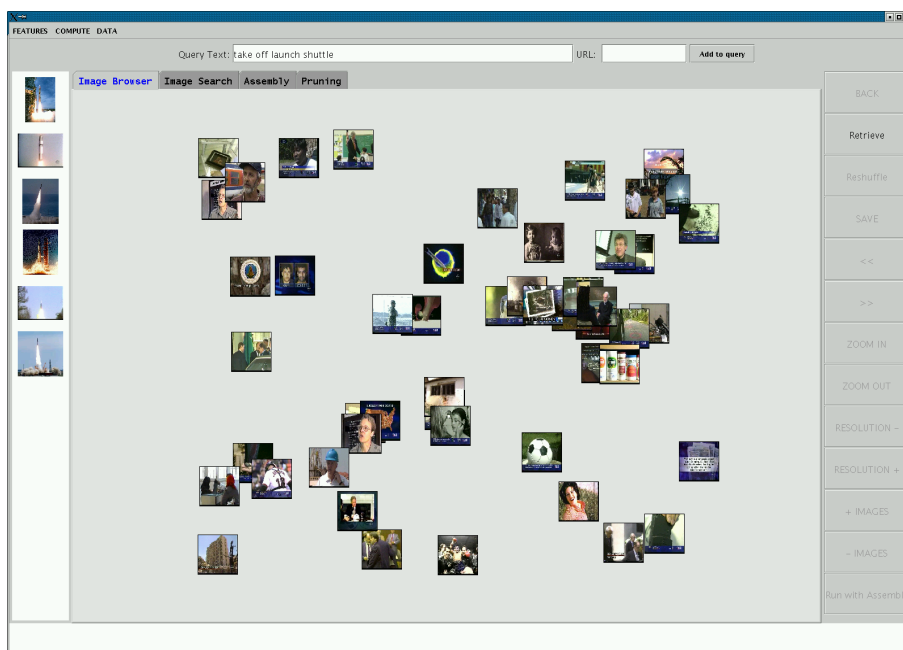 FEATURES COMPUTE DATA
Query Text: take off launch shuttle URL: Add to query
Image Browser Image Search Assembly Pruning
BACK
Retrieve
Reshuffle
SAVE
<<
>>
ZOOM IN
ZOOM OUT
RESOLUTION -
RESOLUTION +
+ IMAGES
- IMAGES
Run with Assembl